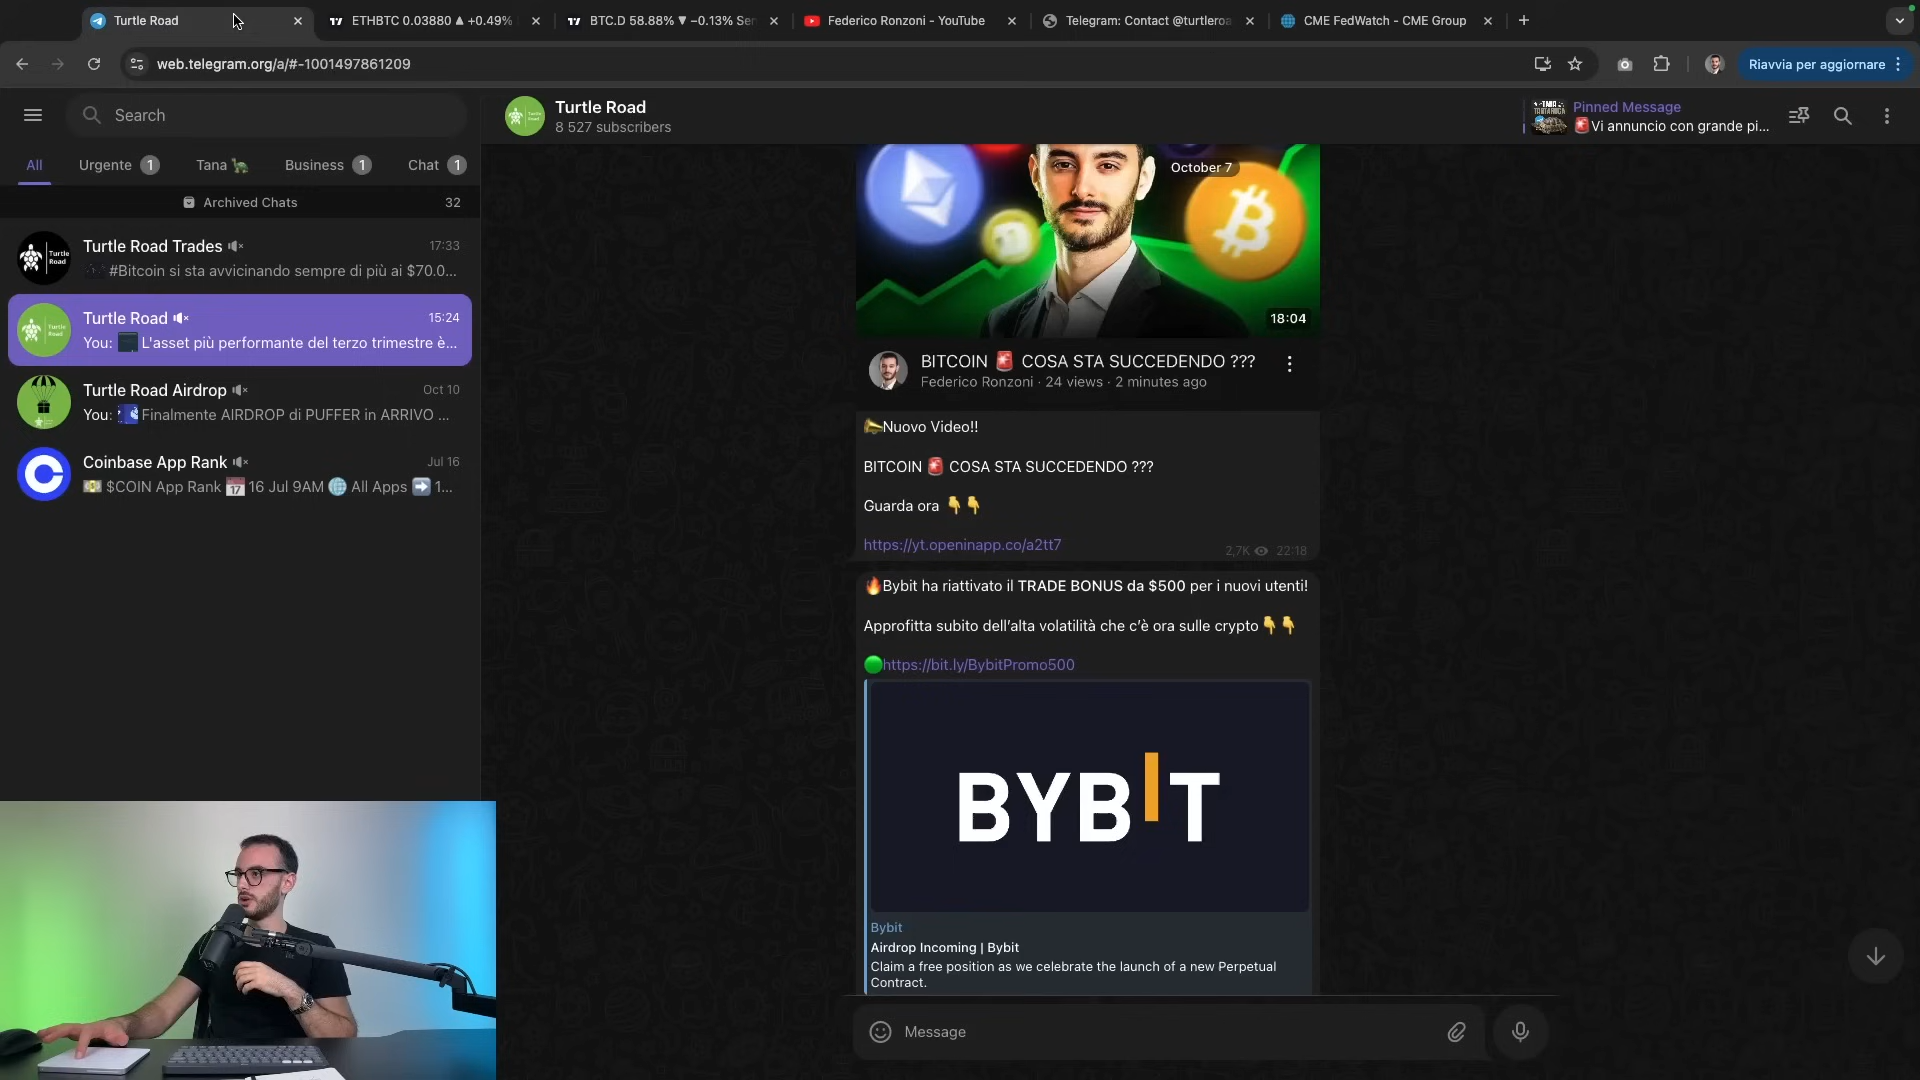 Turtle Road
ETHBTC 0.03880 ▲ +0.49%
BTC.D 58.88% ▼ −0.13% Ser
Federico Ronzoni - YouTube
Telegram: Contact @turtleroa
CME FedWatch - CME Group
web.telegram.org/a/#-1001497861209
Riavvia per aggiornare
Search
Turtle Road
8 527 subscribers
Pinned Message
🚨Vi annuncio con grande pi...
All
Urgente 1
Tana 🦕
Business 1
Chat 1
Archived Chats 32
Turtle Road Trades 17:33
#Bitcoin si sta avvicinando sempre di più ai $70.0...
Turtle Road 15:24
You: L'asset più performante del terzo trimestre è...
Turtle Road Airdrop Oct 10
You: Finalmente AIRDROP di PUFFER in ARRIVO ...
Coinbase App Rank Jul 16
💵 $COIN App Rank 📅 16 Jul 9AM 🌐 All Apps ➡️ 1...
October 7
18:04
BITCOIN 🚨 COSA STA SUCCEDENDO ???
Federico Ronzoni · 24 views · 2 minutes ago
📣Nuovo Video!!
BITCOIN 🚨 COSA STA SUCCEDENDO ???
Guarda ora 👇👇
https://yt.openinapp.co/a2tt7
2,7K 22:18
🔥Bybit ha riattivato il TRADE BONUS da $500 per i nuovi utenti!
Approfitta subito dell'alta volatilità che c'è ora sulle crypto👇👇
🟢https://bit.ly/BybitPromo500
BYBIT
Bybit
Airdrop Incoming | Bybit
Claim a free position as we celebrate the launch of a new Perpetual
Contract.
Message